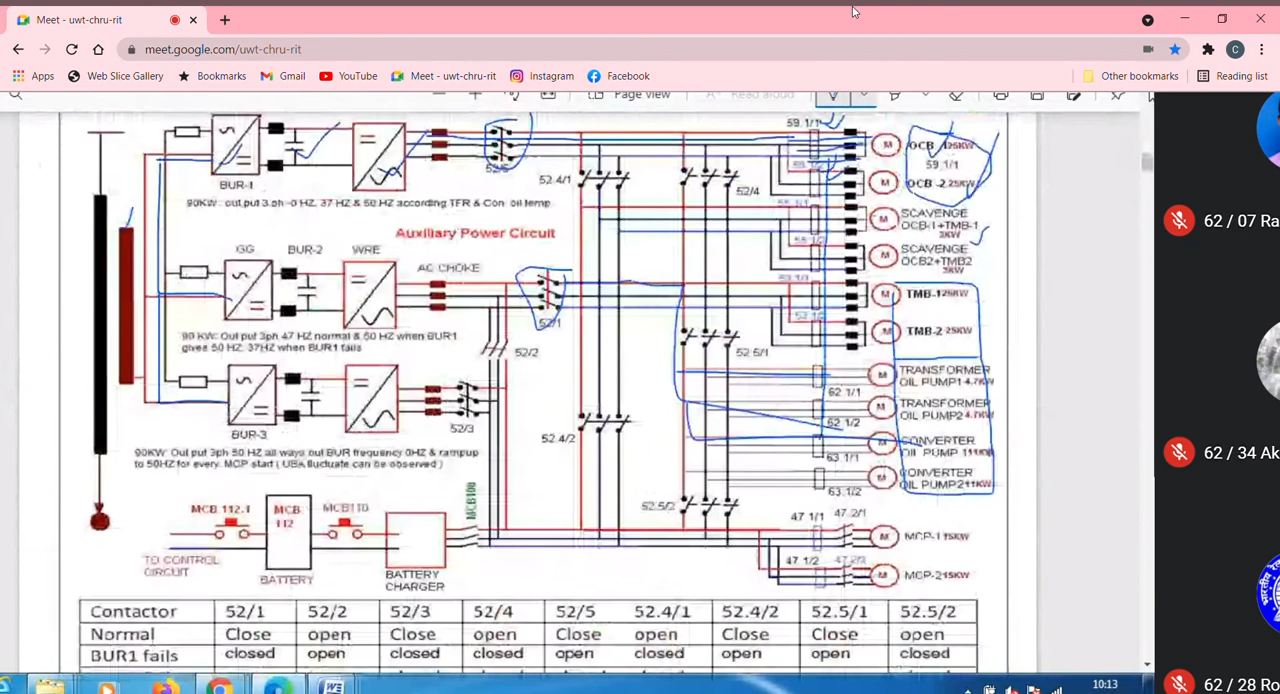 Meet - uwt-chru-rit
meet.google.com/uwt-chru-rit
C
Apps Web Slice Gallery Bookmarks Gmail YouTube Meet - uwt-chru-rit Instagram Facebook Other bookmarks Reading list
Page view Read aloud
59.1/1
OCB 125KW
59.1/1
BUR-1
52.4/1
52/4
OCB -2 25KW
90KW: out put 3 ph -0 HZ, 37 HZ & 50 HZ according TFR & Con. oil temp.
SCAVENGE
OCB-1+TMB-1
3KW
Auxiliary Power Circuit
GG BUR-2 WRE
AC CHOKE
SCAVENGE
OCB2+TMB2
3KW
TMB-1 25KW
52/1
TMB-2 25KW
90 KW: Out put 3ph 47 HZ normal & 50 HZ when BUR1
gives 50 HZ, 37HZ when BUR1 fails
52/2
52.5/1
TRANSFORMER
OIL PUMP1 4.7KW
62.1/1
TRANSFORMER
OIL PUMP2 4.7KW
62.1/2
BUR-3
52/3
52.4/2
CONVERTER
OIL PUMP 1 11KW
63.1/1
90KW: Out put 3ph 50 HZ all ways but BUR frequency 0HZ & rampup
to 50HZ for every MCP start ( UBA fluctuate can be observed )
CONVERTER
OIL PUMP2 11KW
63.1/2
MCB100
52.5/2
MCB 112.1
MCB
112
MCB110
47.1/1 47.2/1
MCP-1 15KW
TO CONTROL
CIRCUIT
BATTERY
BATTERY
CHARGER
47.1/2 47.2/2
MCP-2 15KW
Contactor 52/1 52/2 52/3 52/4 52/5 52.4/1 52.4/2 52.5/1 52.5/2
Normal Close open Close open Close open Close Close open
BUR1 fails closed open closed closed open closed open open closed
62 / 07 Ra
62 / 34 Ak
62 / 28 Ro
10:13